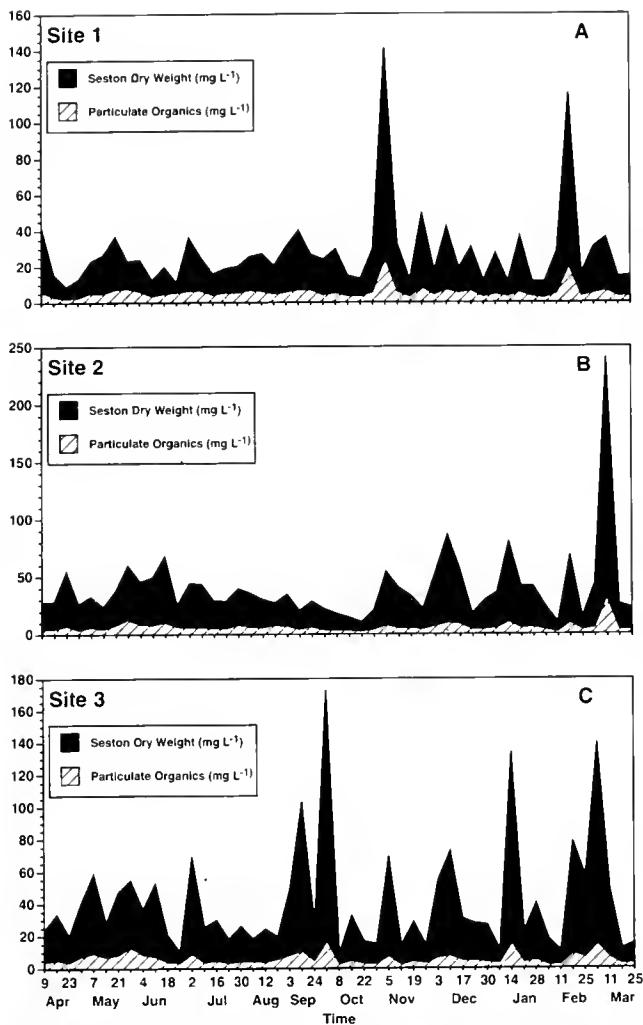 160
140
120
100
80
60
40
20
0
Site 1
A
Seston Dry Weight (mg L-1)
Particulate Organics (mg L-1)
250
200
150
100
50
0
Site 2
B
Seston Dry Weight (mg L-1)
Particulate Organics (mg L-1)
180
160
140
120
100
80
60
40
20
0
Site 3
C
Seston Ory Weight (mg L-1)
Particulate Organics (mg L-1)
9 23 7 21 4 18 2 16 30 12 3 24 8 22 5 19 3 17 30 14 28 11 25 11 25
Apr May Jun Jul Aug Sep Oct Nov Dec Jan Feb Mar
Time